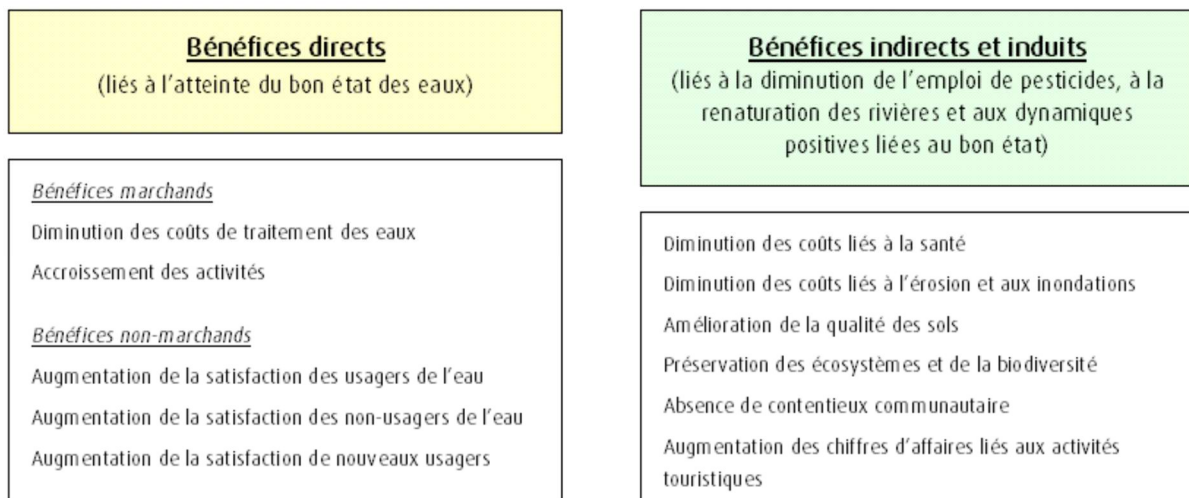 Bénéfices directs
(liés à l'atteinte du bon état des eaux)
Bénéfices marchands
Diminution des coûts de traitement des eaux
Accroissement des activités
Bénéfices non-marchands
Augmentation de la satisfaction des usagers de l'eau
Augmentation de la satisfaction des non-usagers de l'eau
Augmentation de la satisfaction de nouveaux usagers
Bénéfices indirects et induits
(liés à la diminution de l'emploi de pesticides, à la
renaturation des rivières et aux dynamiques
positives liées au bon état)
Diminution des coûts liés à la santé
Diminution des coûts liés à l'érosion et aux inondations
Amélioration de la qualité des sols
Préservation des écosystèmes et de la biodiversité
Absence de contentieux communautaire
Augmentation des chiffres d'affaires liés aux activités
touristiques